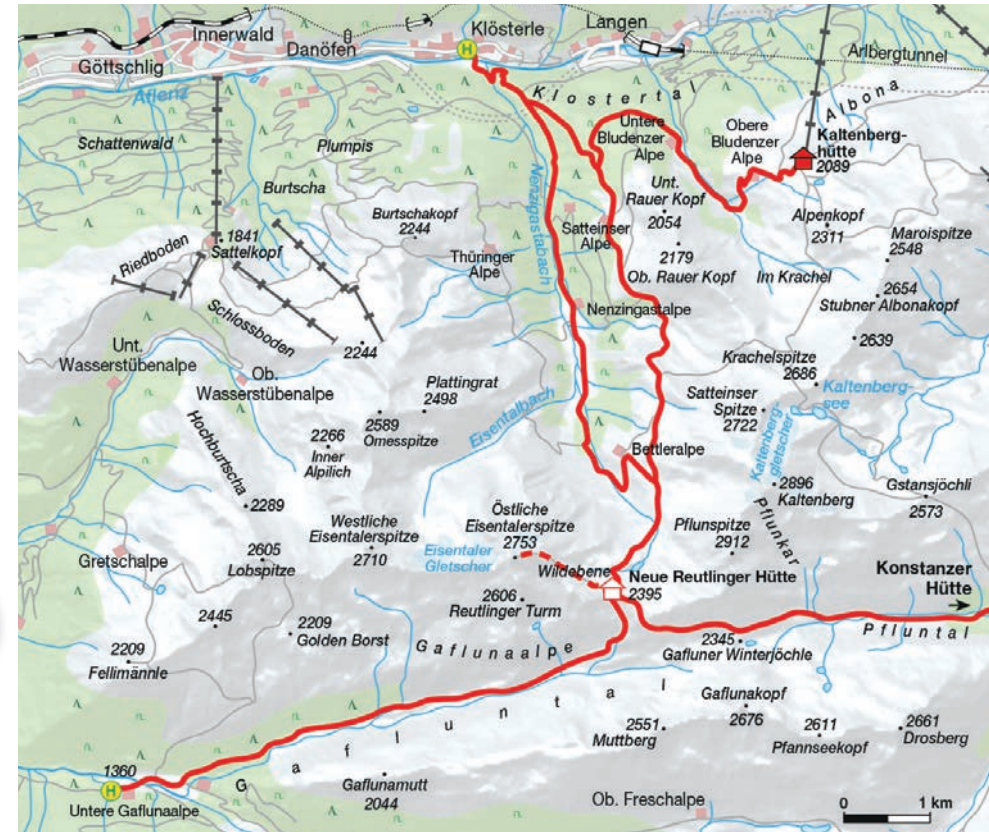 Innerwald
Klösterle
Langen
Göttschlig
Danöfen
H
Arlbergtunnel
Aflenz
Klostertal
Albona
Schattenwald
Plumpis
Untere
Bludenzer
Alpe
Obere
Bludenzer
Alpe
Kaltenberg-
hütte
2089
Burtscha
Nenzigastabach
Unt.
Rauer Kopf
2054
Burtschakopf
2244
Satteinser
Alpe
Alpenkopf
2311
Maroispitze
2548
1841
Sattelkopf
Riedboden
Thüringer
Alpe
2179
Ob. Rauer Kopf
Im Krachel
2654
Stubner Albonakopf
Schlossboden
Nenzingastalpe
2639
Unt.
Wasserstübenalpe
2244
Ob.
Wasserstübenalpe
Krachelspitze
2686
Kaltenberg-
see
Plattingrat
2498
Satteinser
Spitze
2722
Eisentalbach
2589
Omesspitze
Hochburtscha
2266
Inner
Alpilich
Bettleralpe
Kaltenberg-
gletscher
2896
Kaltenberg
Gstansjöchli
2573
2289
Östliche
Eisentalerspitze
2753
Westliche
Eisentalerspitze
2710
Pflunspitze
2912
Pflunkar
Gretschalpe
2605
Lobspitze
Eisentaler
Gletscher
Wildebene
Neue Reutlinger Hütte
2395
Konstanzer
Hütte
2606
Reutlinger Turm
2445
2209
Golden Borst
Gaflunaalpe
2345
Gafluner Winterjöchle
Pfluntal
2209
Fellimännle
Gafluntal
Gaflunakopf
2676
2551
Muttberg
2611
Pfannseekopf
2661
Drosberg
1360
H
Untere Gaflunaalpe
Gaflunamutt
2044
Ob. Freschalpe
0 1 km